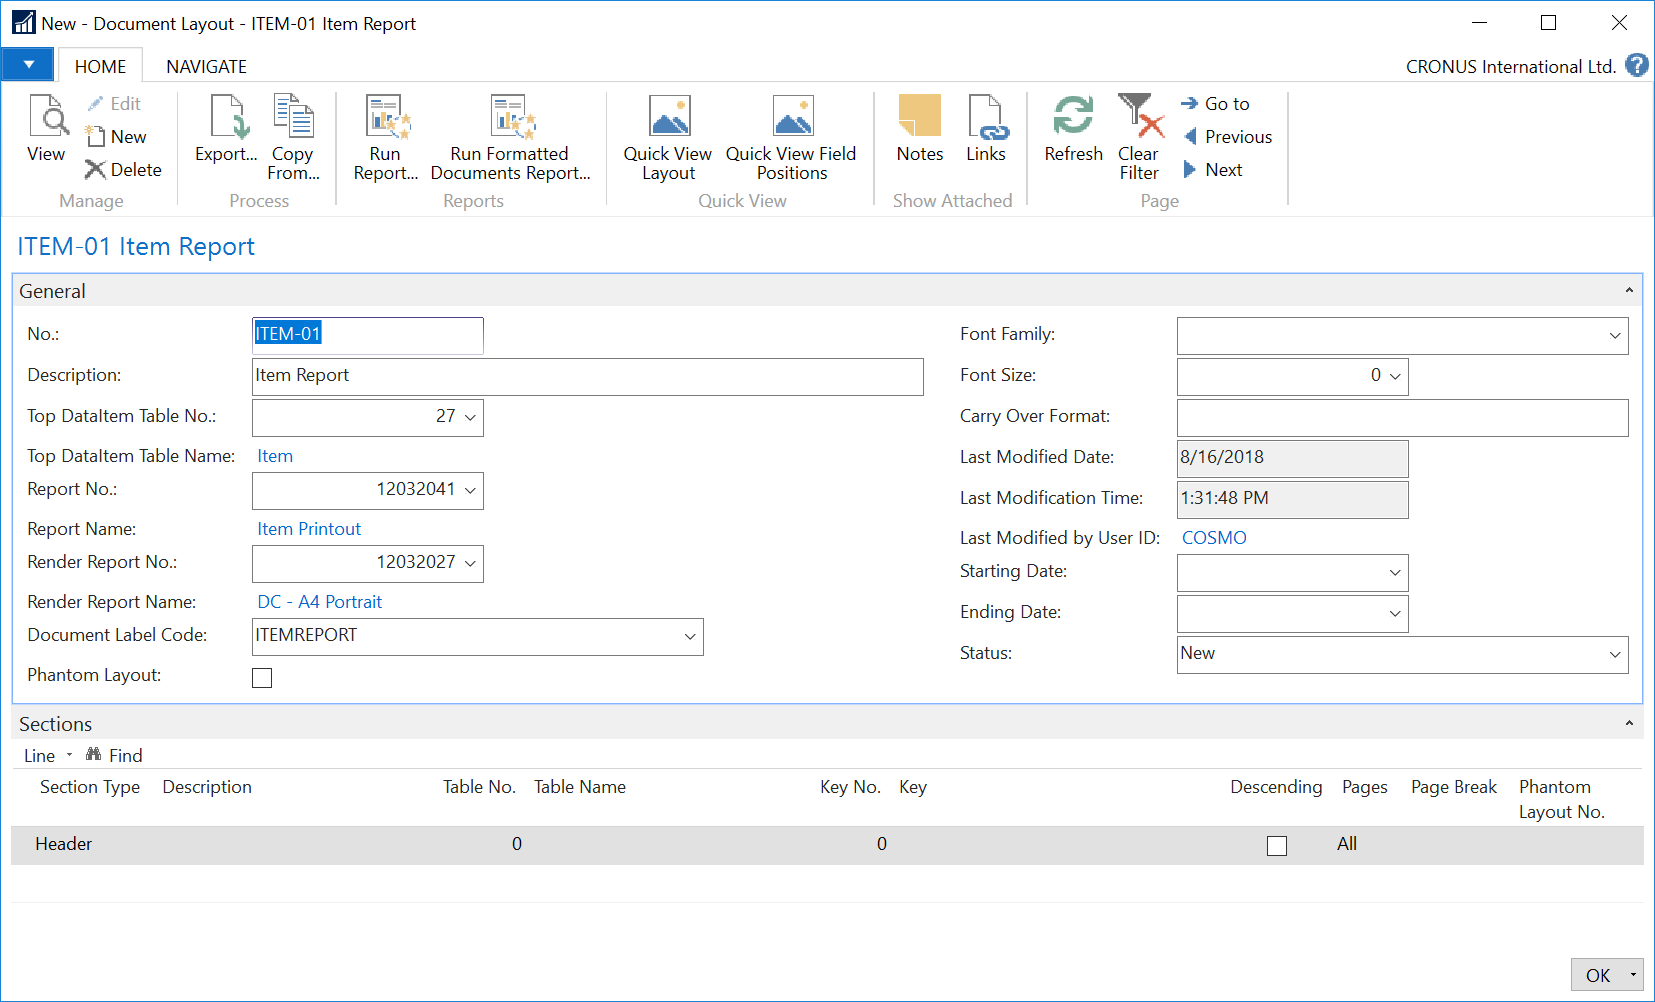 New - Document Layout - ITEM-01 Item Report
HOME
NAVIGATE
CRONUS International Ltd.
?
View
Edit
New
Delete
Manage
Export...
Copy
From...
Process
Run
Report...
Run Formatted
Documents Report...
Reports
Quick View
Layout
Quick View Field
Positions
Quick View
Notes
Links
Show Attached
Refresh
Clear
Filter
Go to
Previous
Next
Page
ITEM-01 Item Report
General
No.: ITEM-01
Description: Item Report
Top DataItem Table No.: 27
Top DataItem Table Name: Item
Report No.: 12032041
Report Name: Item Printout
Render Report No.: 12032027
Render Report Name: DC - A4 Portrait
Document Label Code: ITEMREPORT
Phantom Layout:
Font Family:
Font Size: 0
Carry Over Format:
Last Modified Date: 8/16/2018
Last Modification Time: 1:31:48 PM
Last Modified by User ID: COSMO
Starting Date:
Ending Date:
Status: New
Sections
Line Find
Section Type Description Table No. Table Name Key No. Key Descending Pages Page Break Phantom
Layout No.
Header 0 0 All
OK